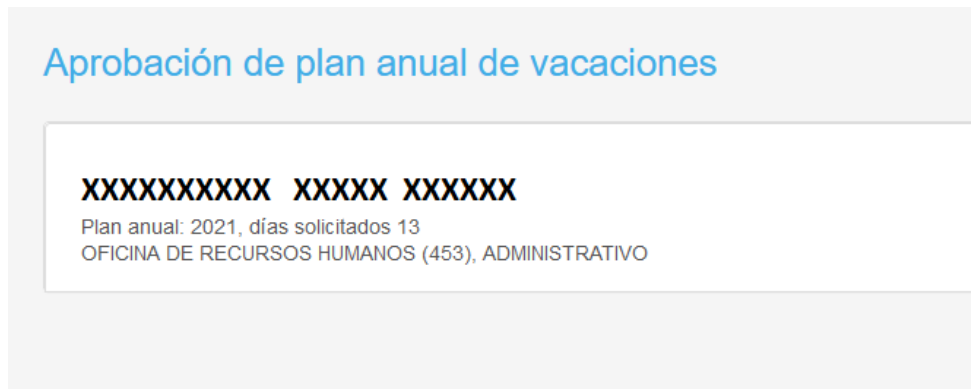 Aprobación de plan anual de vacaciones
XXXXXXXXXX XXXXX XXXXXX
Plan anual: 2021, días solicitados 13
OFICINA DE RECURSOS HUMANOS (453), ADMINISTRATIVO